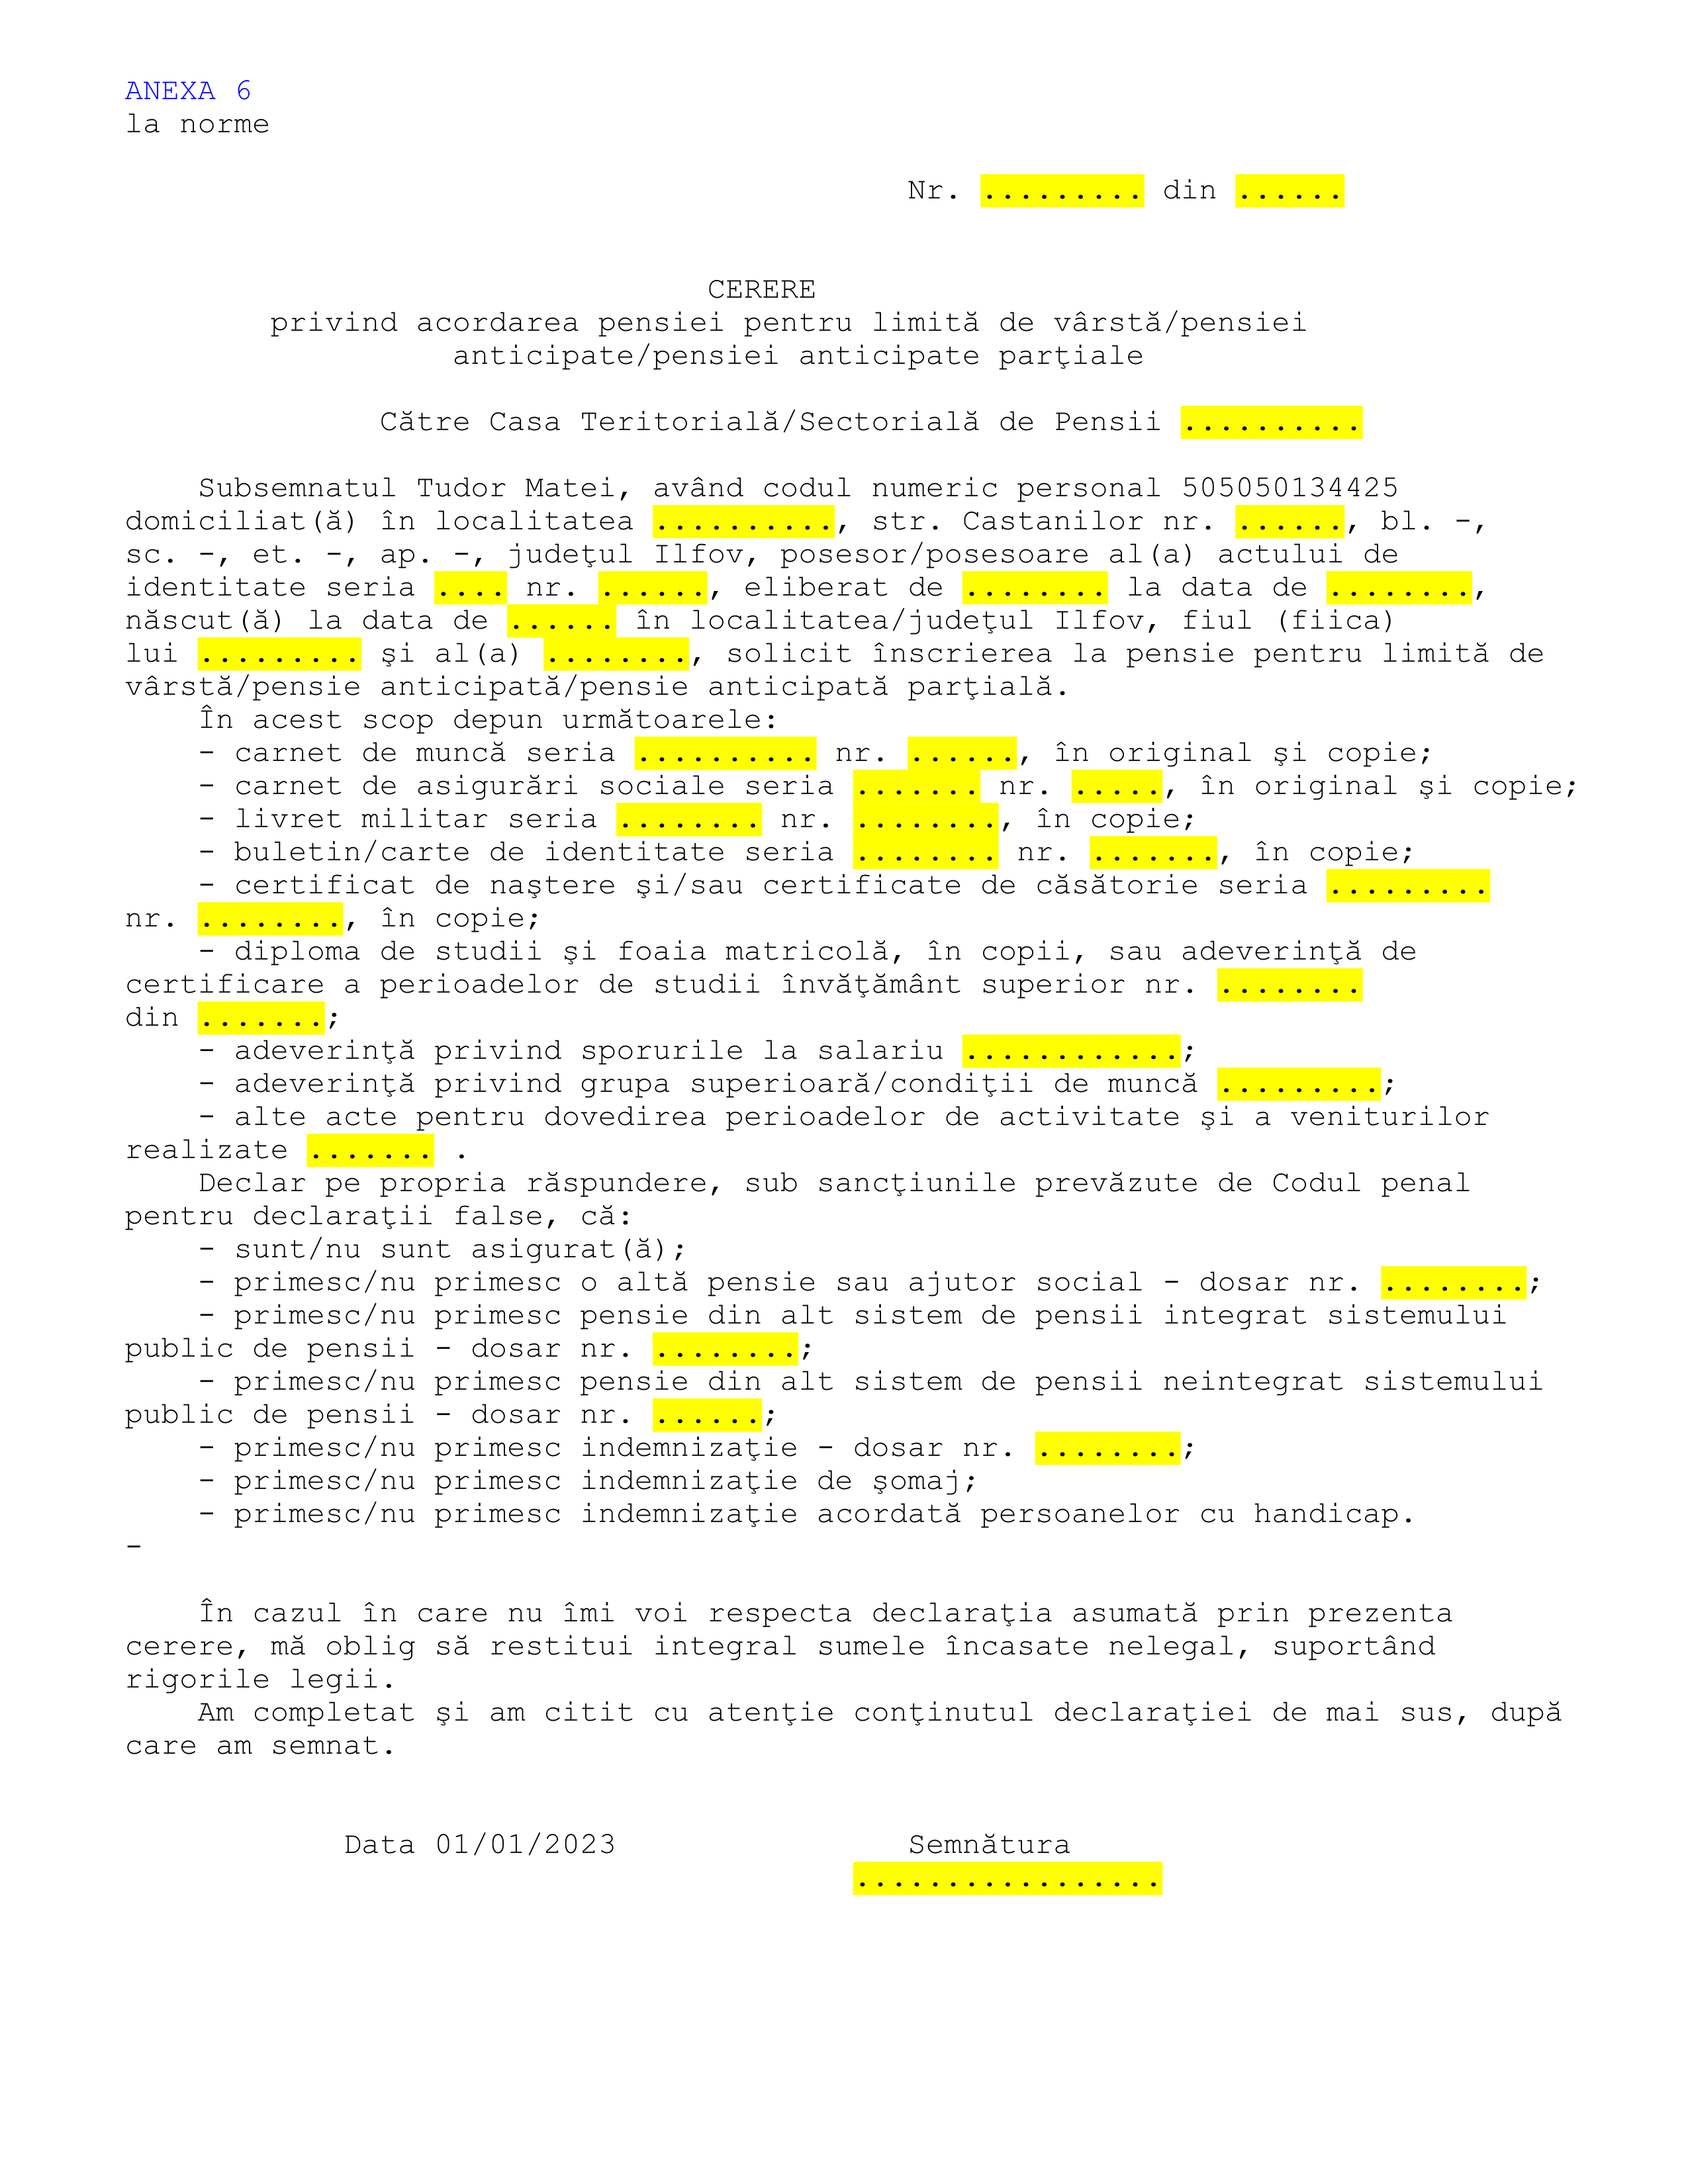 ANEXA 6
la norme
Nr. ......... din ......
CERERE
privind acordarea pensiei pentru limită de vârstă/pensiei
anticipate/pensiei anticipate parţiale
Către Casa Teritorială/Sectorială de Pensii ..........
Subsemnatul Tudor Matei, având codul numeric personal 505050134425
domiciliat(ă) în localitatea .........., str. Castanilor nr. ......, bl. -,
sc. -, et. -, ap. -, judeţul Ilfov, posesor/posesoare al(a) actului de
identitate seria .... nr. ......, eliberat de ........ la data de ........,
născut(ă) la data de ...... în localitatea/judeţul Ilfov, fiul (fiica)
lui ......... şi al(a) ........, solicit înscrierea la pensie pentru limită de
vârstă/pensie anticipată/pensie anticipată parţială.
În acest scop depun următoarele:
- carnet de muncă seria .......... nr. ......, în original şi copie;
- carnet de asigurări sociale seria ....... nr. ....., în original şi copie;
- livret militar seria ........ nr. ........, în copie;
- buletin/carte de identitate seria ........ nr. ......., în copie;
- certificat de naştere şi/sau certificate de căsătorie seria .........
nr. ........, în copie;
- diploma de studii şi foaia matricolă, în copii, sau adeverinţă de
certificare a perioadelor de studii învăţământ superior nr. ........
din .......;
- adeverinţă privind sporurile la salariu ............;
- adeverinţă privind grupa superioară/condiţii de muncă .........;
- alte acte pentru dovedirea perioadelor de activitate şi a veniturilor
realizate ....... .
Declar pe propria răspundere, sub sancţiunile prevăzute de Codul penal
pentru declaraţii false, că:
- sunt/nu sunt asigurat(ă);
- primesc/nu primesc o altă pensie sau ajutor social - dosar nr. ........;
- primesc/nu primesc pensie din alt sistem de pensii integrat sistemului
public de pensii - dosar nr. ........;
- primesc/nu primesc pensie din alt sistem de pensii neintegrat sistemului
public de pensii - dosar nr. ......;
- primesc/nu primesc indemnizaţie - dosar nr. ........;
- primesc/nu primesc indemnizaţie de şomaj;
- primesc/nu primesc indemnizaţie acordată persoanelor cu handicap.
-
În cazul în care nu îmi voi respecta declaraţia asumată prin prezenta
cerere, mă oblig să restitui integral sumele încasate nelegal, suportând
rigorile legii.
Am completat şi am citit cu atenţie conţinutul declaraţiei de mai sus, după
care am semnat.
Data 01/01/2023 Semnătura
.................